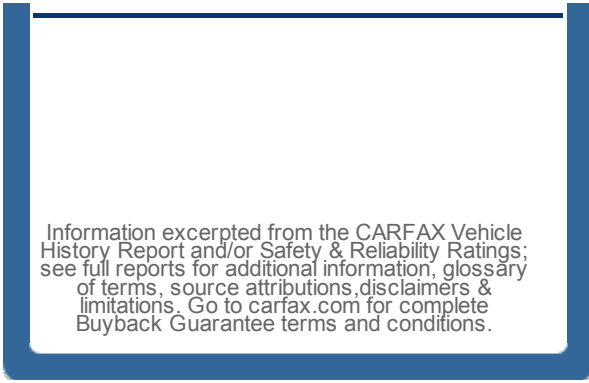 Information excerpted from the CARFAX Vehicle
History Report and/or Safety & Reliability Ratings;
see full reports for additional information, glossary
of terms, source attributions,disclaimers &
limitations. Go to carfax.com for complete
Buyback Guarantee terms and conditions.